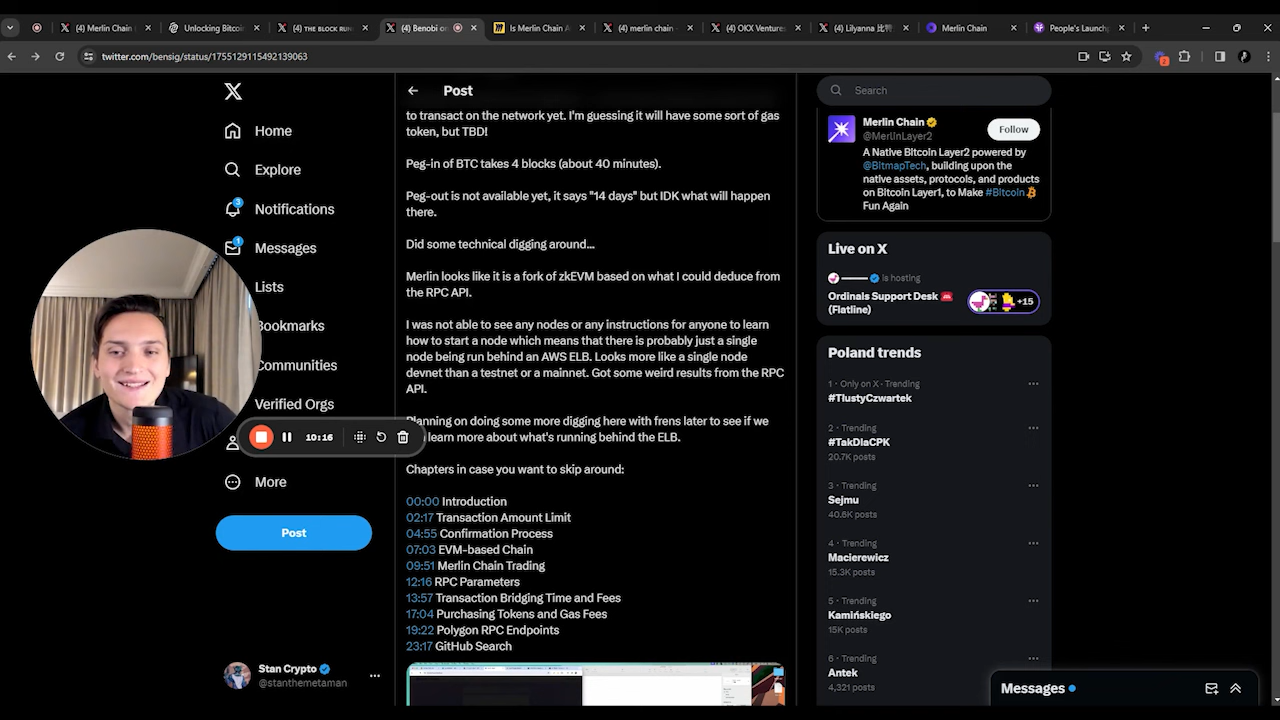 (4) Merlin Chain
Unlocking Bitcoin
(4) THE BLOCK RUN
(4) Benobi on
Is Merlin Chain A
(4) merlin chain
(4) OKX Ventures
(4) Lilyanna
Merlin Chain
People's Launchp
twitter.com/bensig/status/1755129115492139063
2
Home
Explore
3
Notifications
1
Messages
Lists
Bookmarks
Communities
Verified Orgs
More
Post
10:16
Stan Crypto
@stanthemetaman
Post
to transact on the network yet. I'm guessing it will have some sort of gas
token, but TBD!
Peg-in of BTC takes 4 blocks (about 40 minutes).
Peg-out is not available yet, it says "14 days" but IDK what will happen
there.
Did some technical digging around...
Merlin looks like it is a fork of zkEVM based on what I could deduce from
the RPC API.
I was not able to see any nodes or any instructions for anyone to learn
how to start a node which means that there is probably just a single
node being run behind an AWS ELB. Looks more like a single node
devnet than a testnet or a mainnet. Got some weird results from the RPC
API.
Planning on doing some more digging here with frens later to see if we
learn more about what's running behind the ELB.
Chapters in case you want to skip around:
00:00 Introduction
02:17 Transaction Amount Limit
04:55 Confirmation Process
07:03 EVM-based Chain
09:51 Merlin Chain Trading
12:16 RPC Parameters
13:57 Transaction Bridging Time and Fees
17:04 Purchasing Tokens and Gas Fees
19:22 Polygon RPC Endpoints
23:17 GitHub Search
Search
Merlin Chain
@MerlinLayer2
Follow
A Native Bitcoin Layer2 powered by
@BitmapTech, building upon the
native assets, protocols, and products
on Bitcoin Layer1, to Make #Bitcoin
Fun Again
Live on X
is hosting
Ordinals Support Desk
(Flatline)
+15
Poland trends
1 · Only on X · Trending
#TłustyCzwartek
2 · Trending
#TakDlaCPK
20.7K posts
3 · Trending
Sejmu
40.6K posts
4 · Trending
Macierewicz
15.3K posts
5 · Trending
Kamińskiego
15K posts
6 · Trending
Antek
4,321 posts
Messages